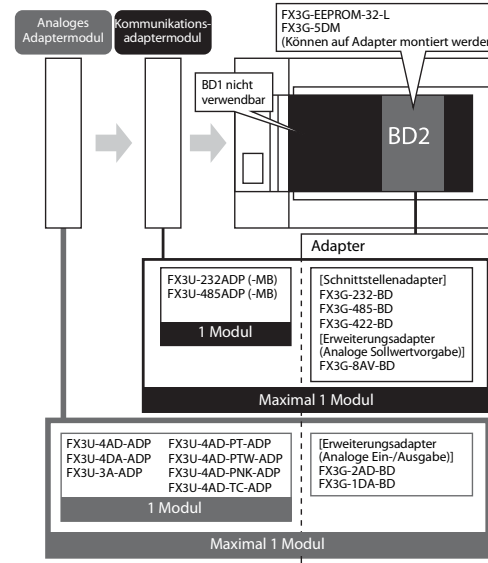 Analoges
Adaptermodul
Kommunikations-
adaptermodul
FX3G-EEPROM-32-L
FX3G-5DM
(Können auf Adapter montiert werden
BD1 nicht
verwendbar
BD2
Adapter
FX3U-232ADP (-MB)
FX3U-485ADP (-MB)
1 Modul
[Schnittstellenadapter]
FX3G-232-BD
FX3G-485-BD
FX3G-422-BD
[Erweiterungsadapter
(Analoge Sollwertvorgabe)]
FX3G-8AV-BD
Maximal 1 Modul
FX3U-4AD-ADP
FX3U-4DA-ADP
FX3U-3A-ADP
FX3U-4AD-PT-ADP
FX3U-4AD-PTW-ADP
FX3U-4AD-PNK-ADP
FX3U-4AD-TC-ADP
1 Modul
[Erweiterungsadapter
(Analoge Ein-/Ausgabe)]
FX3G-2AD-BD
FX3G-1DA-BD
Maximal 1 Modul